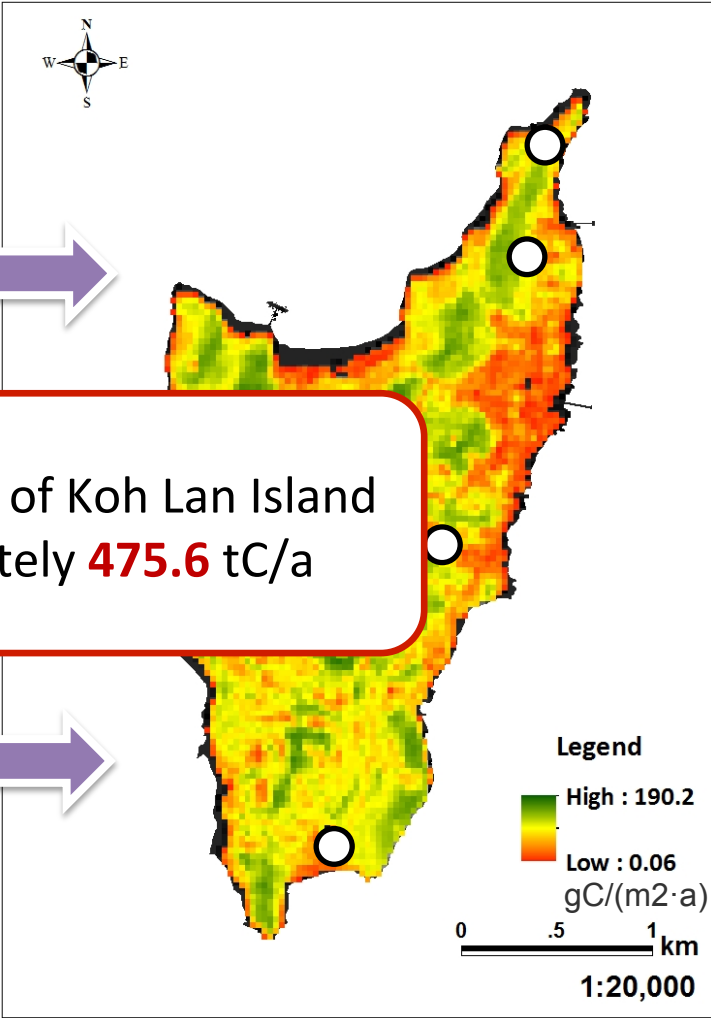 N
W
E
S
of Koh Lan Island
tely 475.6 tC/a
Legend
High : 190.2
Low : 0.06
gC/(m2·a)
0 .5 1 km
1:20,000